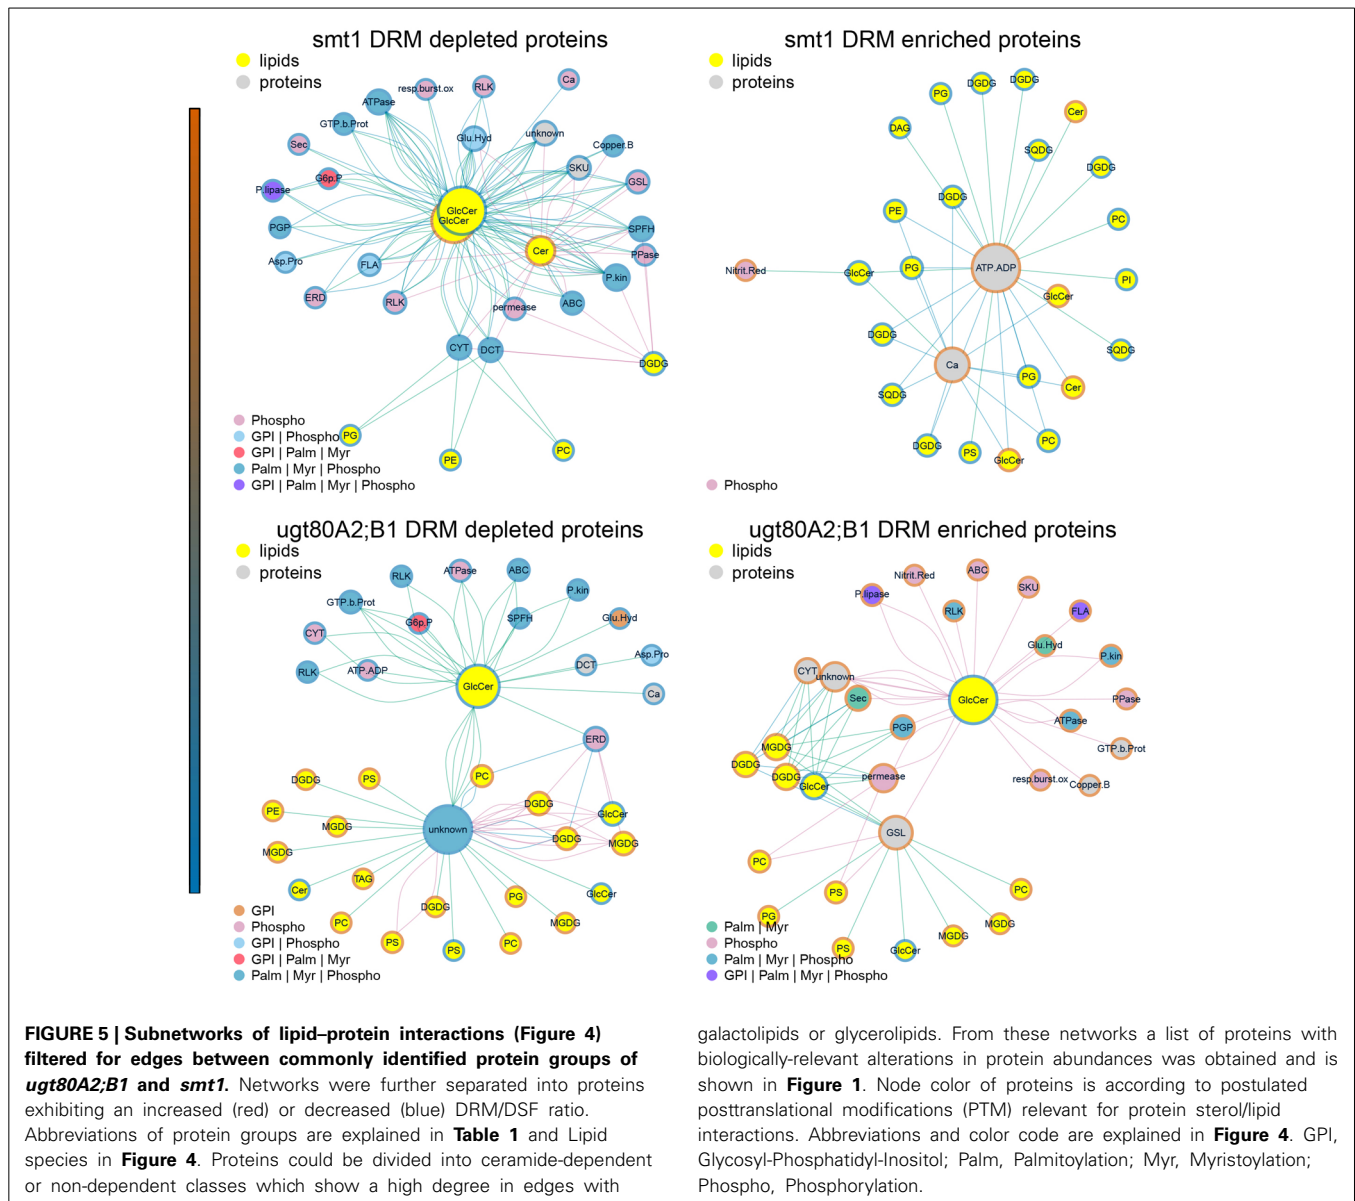 smt1 DRM depleted proteins
lipids
proteins
resp.burst.ox
RLK
Ca
ATPase
GTP.b.Prot
Glu.Hyd
unknown
Copper.B
Sec
SKU
G6p.P
GSL
P.lipase
GlcCer
GlcCer
PGP
SPFH
Cer
PPase
Asp.Pro
FLA
P.kin
ERD
RLK
permease
ABC
CYT
DCT
DGDG
Phospho
GPI | Phospho
GPI | Palm | Myr
Palm | Myr | Phospho
GPI | Palm | Myr | Phospho
PG
PE
PC
smt1 DRM enriched proteins
lipids
proteins
PG
DGDG
DGDG
Cer
DAG
SQDG
DGDG
DGDG
PE
PC
Nitrit.Red
GlcCer
PG
ATP.ADP
PI
GlcCer
DGDG
SQDG
Ca
PG
Cer
SQDG
DGDG
PS
GlcCer
PC
Phospho
ugt80A2;B1 DRM depleted proteins
lipids
proteins
RLK
ATPase
ABC
P.kin
GTP.b.Prot
G6p.P
SPFH
Glu.Hyd
CYT
Asp.Pro
RLK
ATP.ADP
DCT
GlcCer
Ca
ERD
DGDG
PS
PC
PE
MGDG
DGDG
GlcCer
unknown
DGDG
MGDG
MGDG
Cer
TAG
PG
GlcCer
DGDG
PC
MGDG
PS
PS
PC
GPI
Phospho
GPI | Phospho
GPI | Palm | Myr
Palm | Myr | Phospho
ugt80A2;B1 DRM enriched proteins
lipids
proteins
P.lipase
Nitrit.Red
ABC
SKU
RLK
FLA
Glu.Hyd
P.kin
CYT
unknown
Sec
GlcCer
PPase
PGP
ATPase
MGDG
GTP.b.Prot
DGDG
DGDG
GlcCer
permease
resp.burst.ox
Copper.B
GSL
PC
PS
PC
PG
MGDG
MGDG
PS
GlcCer
Palm | Myr
Phospho
Palm | Myr | Phospho
GPI | Palm | Myr | Phospho
FIGURE 5 | Subnetworks of lipid–protein interactions (Figure 4)
filtered for edges between commonly identified protein groups of
ugt80A2;B1 and smt1. Networks were further separated into proteins
exhibiting an increased (red) or decreased (blue) DRM/DSF ratio.
Abbreviations of protein groups are explained in Table 1 and Lipid
species in Figure 4. Proteins could be divided into ceramide-dependent
or non-dependent classes which show a high degree in edges with
galactolipids or glycerolipids. From these networks a list of proteins with
biologically-relevant alterations in protein abundances was obtained and is
shown in Figure 1. Node color of proteins is according to postulated
posttranslational modifications (PTM) relevant for protein sterol/lipid
interactions. Abbreviations and color code are explained in Figure 4. GPI,
Glycosyl-Phosphatidyl-Inositol; Palm, Palmitoylation; Myr, Myristoylation;
Phospho, Phosphorylation.